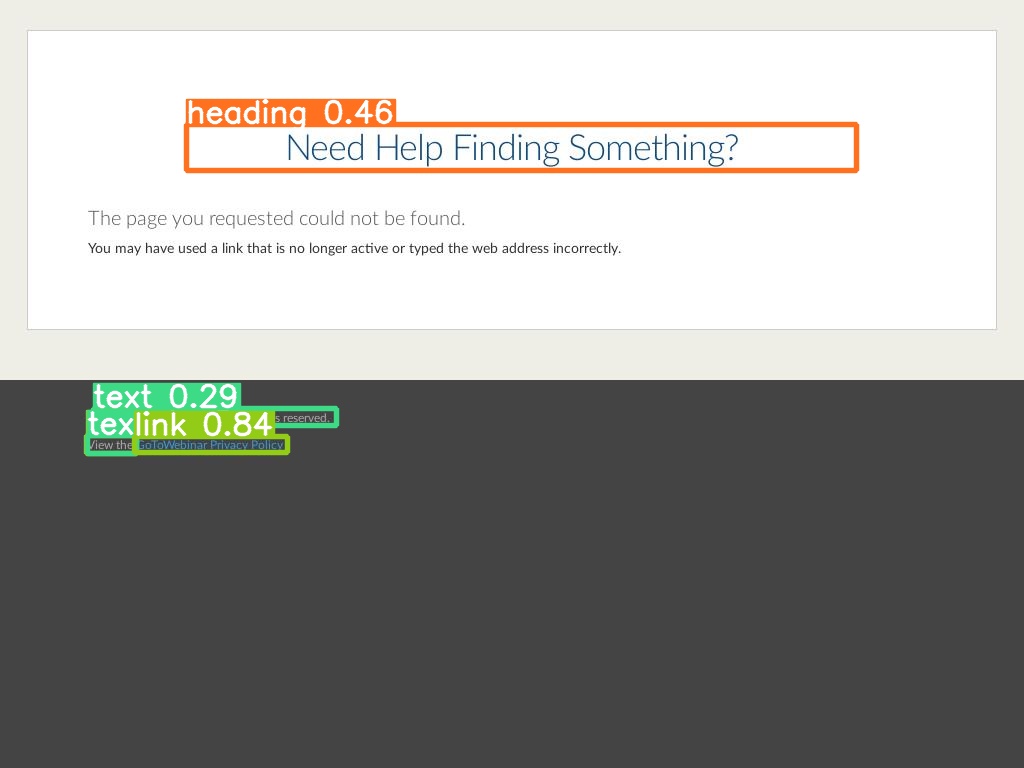 heading 0.46
Need Help Finding Something?
The page you requested could not be found.
You may have used a link that is no longer active or typed the web address incorrectly.
text 0.29
s reserved.
texlink 0.84
View the GoToWebinar Privacy Policy